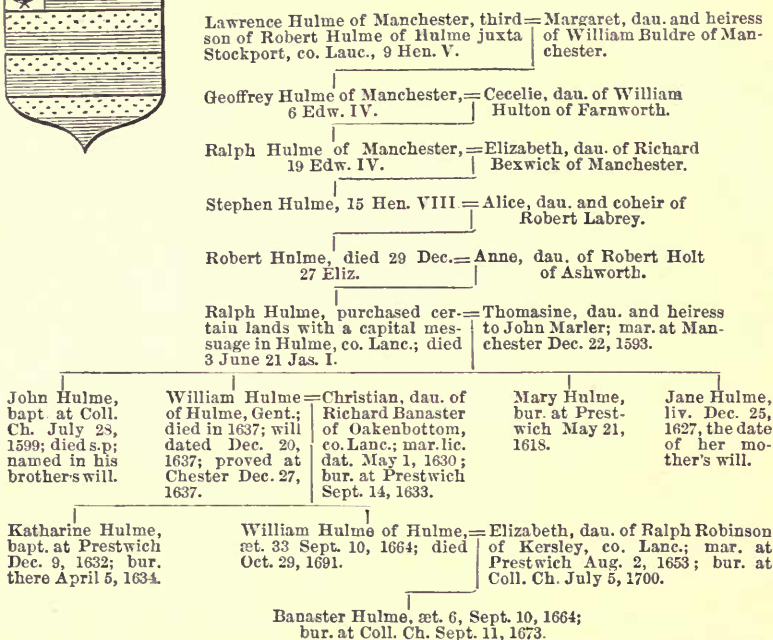 Lawrence Hulme of Manchester, third
son of Robert Hulme of Hulme juxta
Stockport, co. Lauc., 9 Hen. V.
= Margaret, dau. and heiress
of William Buldre of Man-
chester.
Geoffrey Hulme of Manchester,
6 Edw. IV.
= Cecelie, dau. of William
Hulton of Farnworth.
Ralph Hulme of Manchester,
19 Edw. IV.
= Elizabeth, dau. of Richard
Bexwick of Manchester.
Stephen Hulme, 15 Hen. VIII.
= Alice, dau. and coheir of
Robert Labrey.
Robert Hnlme, died 29 Dec.
27 Eliz.
= Anne, dau. of Robert Holt
of Ashworth.
Ralph Hulme, purchased cer-
tain lands with a capital mes-
suage in Hulme, co. Lanc.; died
3 June 21 Jas. I.
= Thomasine, dau. and heiress
to John Marler; mar. at Man-
chester Dec. 22, 1593.
John Hulme,
bapt at Coll.
Ch. July 28,
1599; died s.p;
named in his
brother's will.
William Hulme
of Hulme, Gent.;
died in 1637; will
dated Dec. 20,
1637; proved at
Chester Dec. 27,
1637.
= Christian, dau. of
Richard Banaster
of Oakenbottom,
co. Lanc.; mar. lic.
dat. May 1, 1630;
bur. at Prestwich
Sept. 14, 1633.
Mary Hulme,
bur. at Prest-
wich May 21,
1618.
Jane Hulme,
liv. Dec. 25,
1627, the date
of her mo-
ther's will.
Katharine Hulme,
bapt. at Prestwich
Dec. 9, 1632; bur.
there April 5, 1634.
William Hulme of Hulme,
æt. 33 Sept. 10, 1664; died
Oct. 29, 1691.
= Elizabeth, dau. of Ralph Robinson
of Kersley, co. Lanc.; mar. at
Prestwich Aug. 2, 1653; bur. at
Coll. Ch. July 5, 1700.
Banaster Hulme, æt. 6, Sept. 10, 1664;
bur. at Coll. Ch. Sept. 11, 1673.